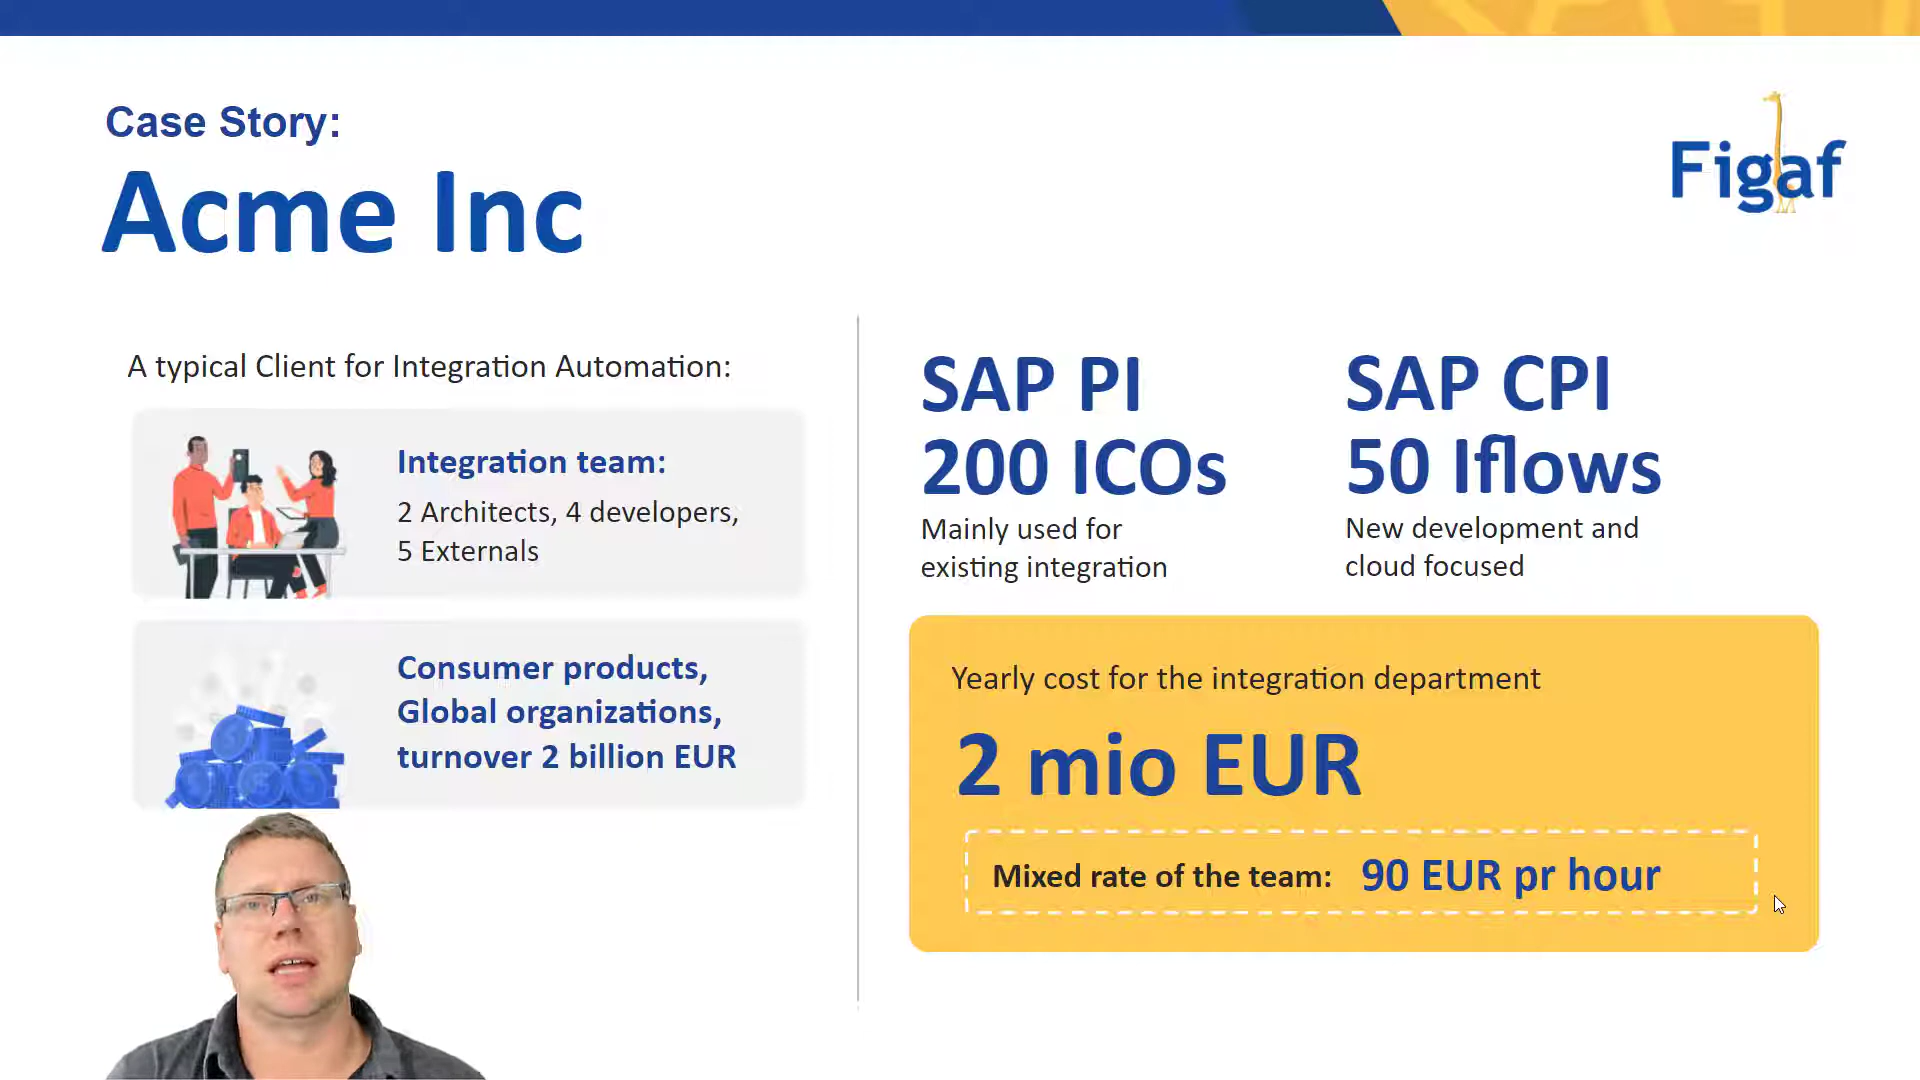 Case Story:
Acme Inc
Figaf
A typical Client for Integration Automation:
Integration team:
2 Architects, 4 developers,
5 Externals
Consumer products,
Global organizations,
turnover 2 billion EUR
SAP PI
200 ICOs
Mainly used for
existing integration
SAP CPI
50 Iflows
New development and
cloud focused
Yearly cost for the integration department
2 mio EUR
Mixed rate of the team: 90 EUR pr hour